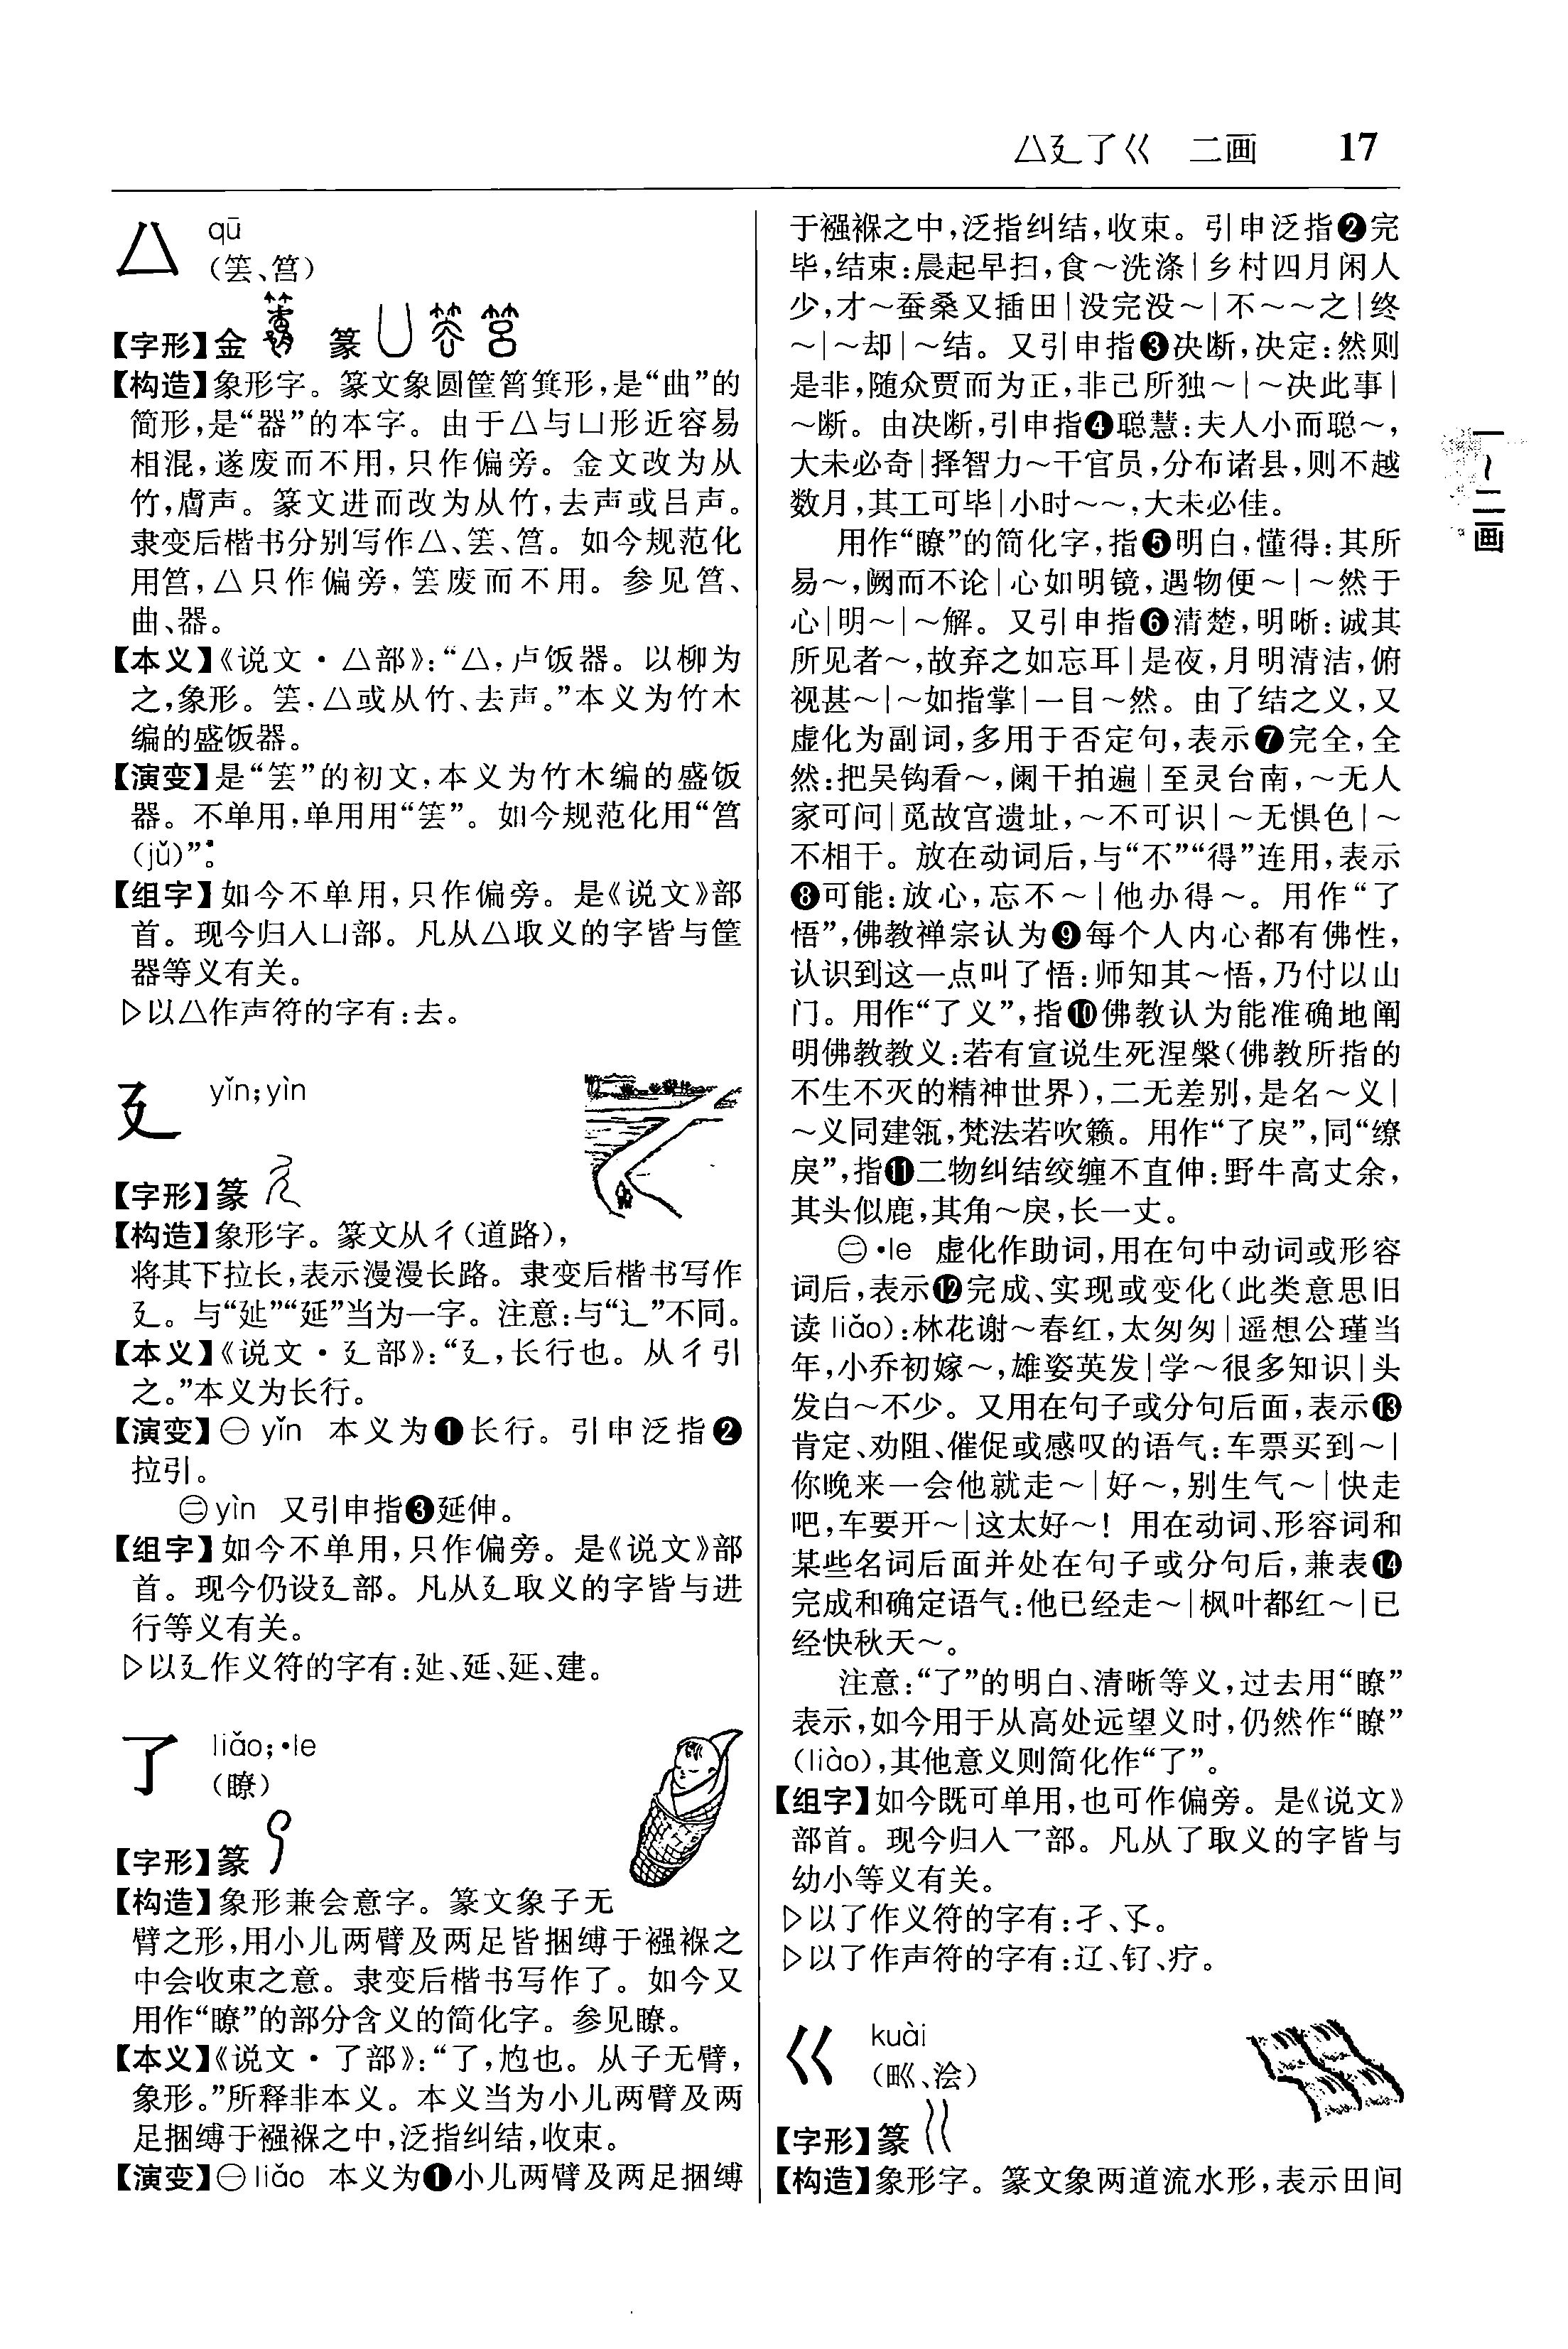 厶廴了巜 二画 17
厶 qū
(筶、筥)
【字形】金 篆
【构造】象形字。篆文象圆筐筲箕形,是“曲”的
简形,是“器”的本字。由于厶与凵形近容易
相混,遂废而不用,只作偏旁。金文改为从
竹,膚声。篆文进而改为从竹,去声或吕声。
隶变后楷书分别写作厶、筶、筥。如今规范化
用筥,厶只作偏旁,筶废而不用。参见筥、
曲、器。
【本义】《说文·厶部》:“厶,卢饭器。以柳为
之,象形。筶,厶或从竹、去声。”本义为竹木
编的盛饭器。
【演变】是“筶”的初文,本义为竹木编的盛饭
器。不单用,单用用“筶”。如今规范化用“筥
(jǔ)”。
【组字】如今不单用,只作偏旁。是《说文》部
首。现今归入凵部。凡从厶取义的字皆与筐
器等义有关。
▷以厶作声符的字有:去。
廴 yǐn;yìn
【字形】篆
【构造】象形字。篆文从彳(道路),
将其下拉长,表示漫漫长路。隶变后楷书写作
廴。与“㢟”“延”当为一字。注意:与“辶”不同。
【本义】《说文·廴部》:“廴,长行也。从彳引
之。”本义为长行。
【演变】㊀yǐn 本义为❶长行。引申泛指❷
拉引。
㊁yìn 又引申指❸延伸。
【组字】如今不单用,只作偏旁。是《说文》部
首。现今仍设廴部。凡从廴取义的字皆与进
行等义有关。
▷以廴作义符的字有:㢟、延、廷、建。
了 liǎo;·le
(瞭)
【字形】篆
【构造】象形兼会意字。篆文象子无
臂之形,用小儿两臂及两足皆捆缚于襁褓之
中会收束之意。隶变后楷书写作了。如今又
用作“瞭”的部分含义的简化字。参见瞭。
【本义】《说文·了部》:“了,尥也。从子无臂,
象形。”所释非本义。本义当为小儿两臂及两
足捆缚于襁褓之中,泛指纠结,收束。
【演变】㊀liǎo 本义为❶小儿两臂及两足捆缚
于襁褓之中,泛指纠结,收束。引申泛指❷完
毕,结束:晨起早扫,食～洗涤|乡村四月闲人
少,才～蚕桑又插田|没完没～|不～～之|终
～|～却|～结。又引申指❸决断,决定:然则
是非,随众贾而为正,非己所独～|～决此事|
～断。由决断,引申指❹聪慧:夫人小而聪～,
大未必奇|择智力～干官员,分布诸县,则不越
数月,其工可毕|小时～～,大未必佳。
用作“瞭”的简化字,指❺明白,懂得:其所
易～,阙而不论|心如明镜,遇物便～|～然于
心|明～|～解。又引申指❻清楚,明晰:诚其
所见者～,故弃之如忘耳|是夜,月明清洁,俯
视甚～|～如指掌|一目～然。由了结之义,又
虚化为副词,多用于否定句,表示❼完全,全
然:把吴钩看～,阑干拍遍|至灵台南,～无人
家可问|觅故宫遗址,～不可识|～无惧色|～
不相干。放在动词后,与“不”“得”连用,表示
❽可能:放心,忘不～|他办得～。用作“了
悟”,佛教禅宗认为❾每个人内心都有佛性,
认识到这一点叫了悟:师知其～悟,乃付以山
门。用作“了义”,指❿佛教认为能准确地阐
明佛教教义:若有宣说生死涅槃(佛教所指的
不生不灭的精神世界),二无差别,是名～义|
～义同建瓴,梵法若吹籁。用作“了戾”,同“缭
戾”,指⓫二物纠结绞缠不直伸:野牛高丈余,
其头似鹿,其角～戾,长一丈。
㊁·le 虚化作助词,用在句中动词或形容
词后,表示⓬完成、实现或变化(此类意思旧
读liǎo):林花谢～春红,太匆匆|遥想公瑾当
年,小乔初嫁～,雄姿英发|学～很多知识|头
发白～不少。又用在句子或分句后面,表示⓭
肯定、劝阻、催促或感叹的语气:车票买到～|
你晚来一会他就走～|好～,别生气～|快走
吧,车要开～|这太好～! 用在动词、形容词和
某些名词后面并处在句子或分句后,兼表⓮
完成和确定语气:他已经走～|枫叶都红～|已
经快秋天～。
注意:“了”的明白、清晰等义,过去用“瞭”
表示,如今用于从高处远望义时,仍然作“瞭”
(liào),其他意义则简化作“了”。
【组字】如今既可单用,也可作偏旁。是《说文》
部首。现今归入乛部。凡从了取义的字皆与
幼小等义有关。
▷以了作义符的字有:孑、孓。
▷以了作声符的字有:辽、钌、疗。
巜 kuài
(㽌、浍)
【字形】篆
【构造】象形字。篆文象两道流水形,表示田间
一～二画